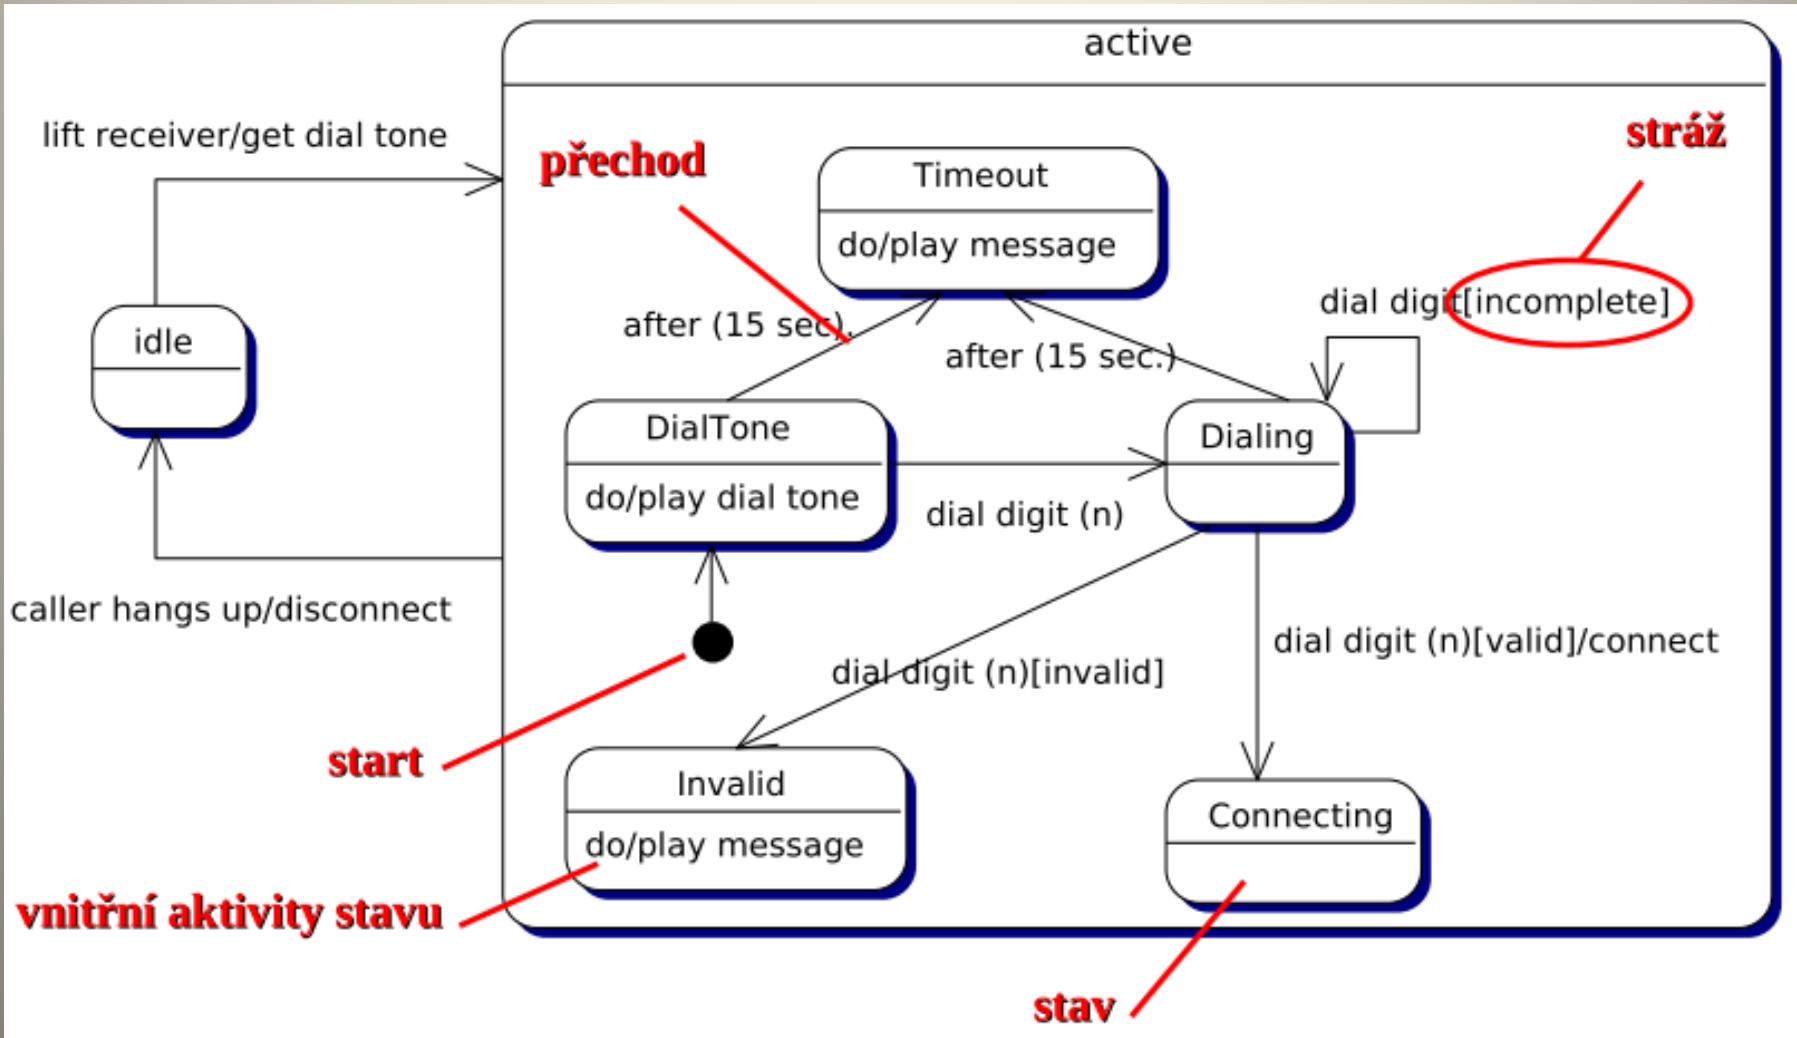 active
lift receiver/get dial tone
přechod
stráž
Timeout
do/play message
dial digit[incomplete]
after (15 sec).
after (15 sec.)
idle
DialTone
do/play dial tone
Dialing
dial digit (n)
caller hangs up/disconnect
dial digit (n)[valid]/connect
dial digit (n)[invalid]
start
Invalid
do/play message
Connecting
vnitřní aktivity stavu
stav